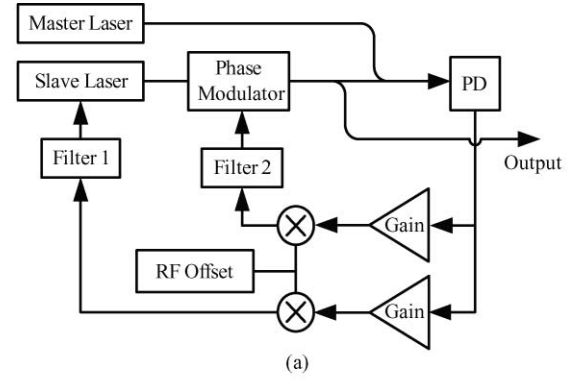 Master Laser
Slave Laser
Phase
Modulator
PD
Filter 1
Filter 2
Output
Gain
RF Offset
Gain
(a)